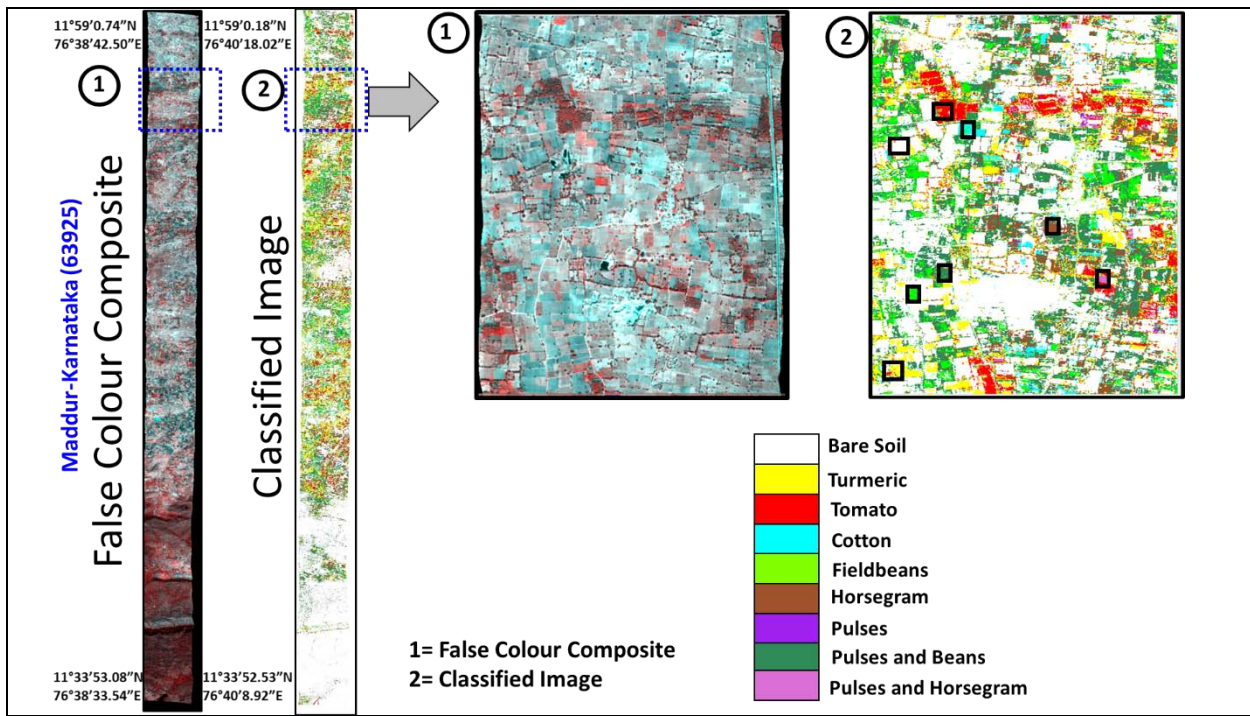 11°59’0.74”N
76°38’42.50”E
11°59’0.18”N
76°40’18.02”E
1
2
Maddur-Karnataka (63925)
False Colour Composite
Classified Image
11°33’53.08”N
76°38’33.54”E
11°33’52.53”N
76°40’8.92”E
1
2
1= False Colour Composite
2= Classified Image
Bare Soil
Turmeric
Tomato
Cotton
Fieldbeans
Horsegram
Pulses
Pulses and Beans
Pulses and Horsegram